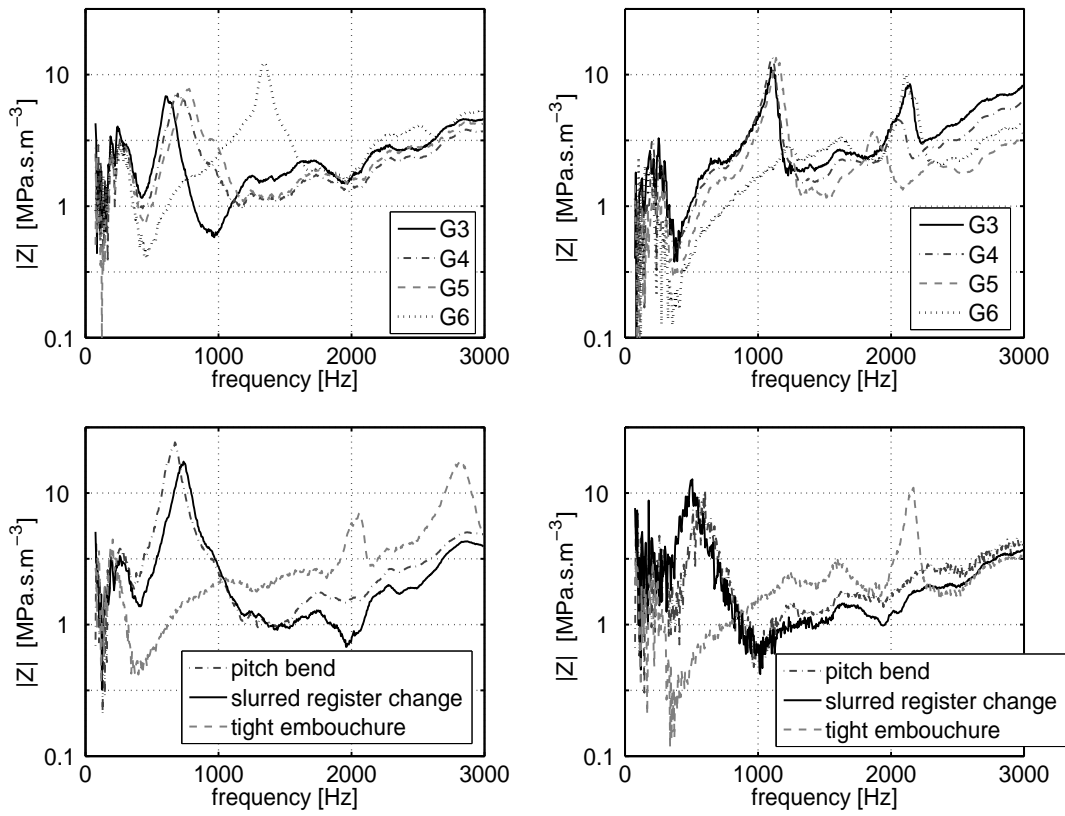 10
1
0.1
|Z| [MPa.s.m−3]
G3
G4
G5
G6
0 1000 2000 3000
frequency [Hz]
10
1
0.1
|Z| [MPa.s.m−3]
G3
G4
G5
G6
0 1000 2000 3000
frequency [Hz]
10
1
0.1
|Z| [MPa.s.m−3]
pitch bend
slurred register change
tight embouchure
0 1000 2000 3000
frequency [Hz]
10
1
0.1
|Z| [MPa.s.m−3]
pitch bend
slurred register change
tight embouchure
0 1000 2000 3000
frequency [Hz]